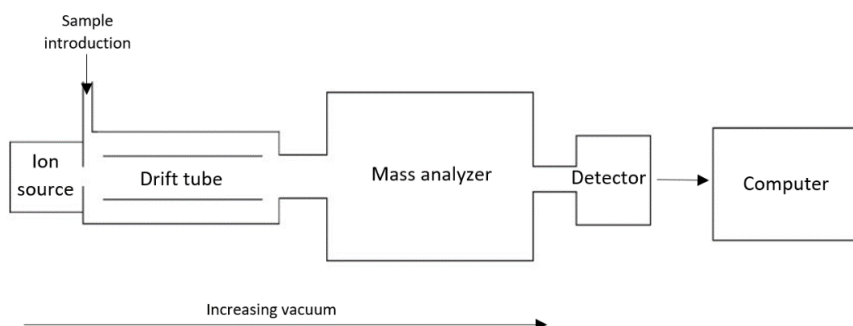 Sample
introduction
Ion
source
Drift tube
Mass analyzer
Detector
Computer
Increasing vacuum